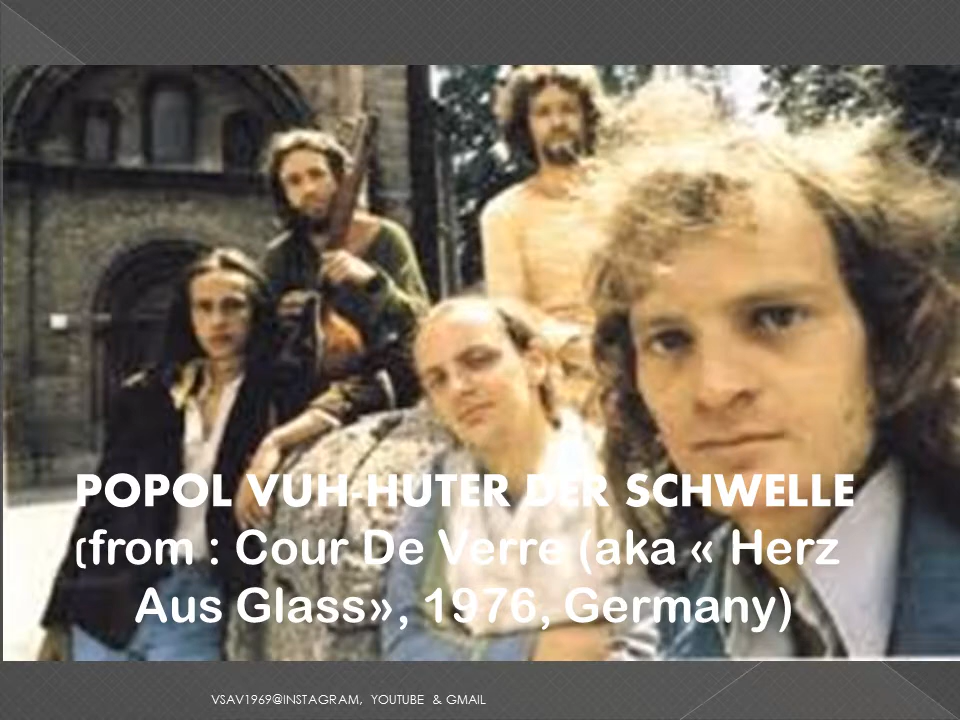 POPOL VUH-HUTER DER SCHWELLE
(from : Cour De Verre (aka « Herz
Aus Glass», 1976, Germany)
VSAV1969@INSTAGRAM, YOUTUBE & GMAIL